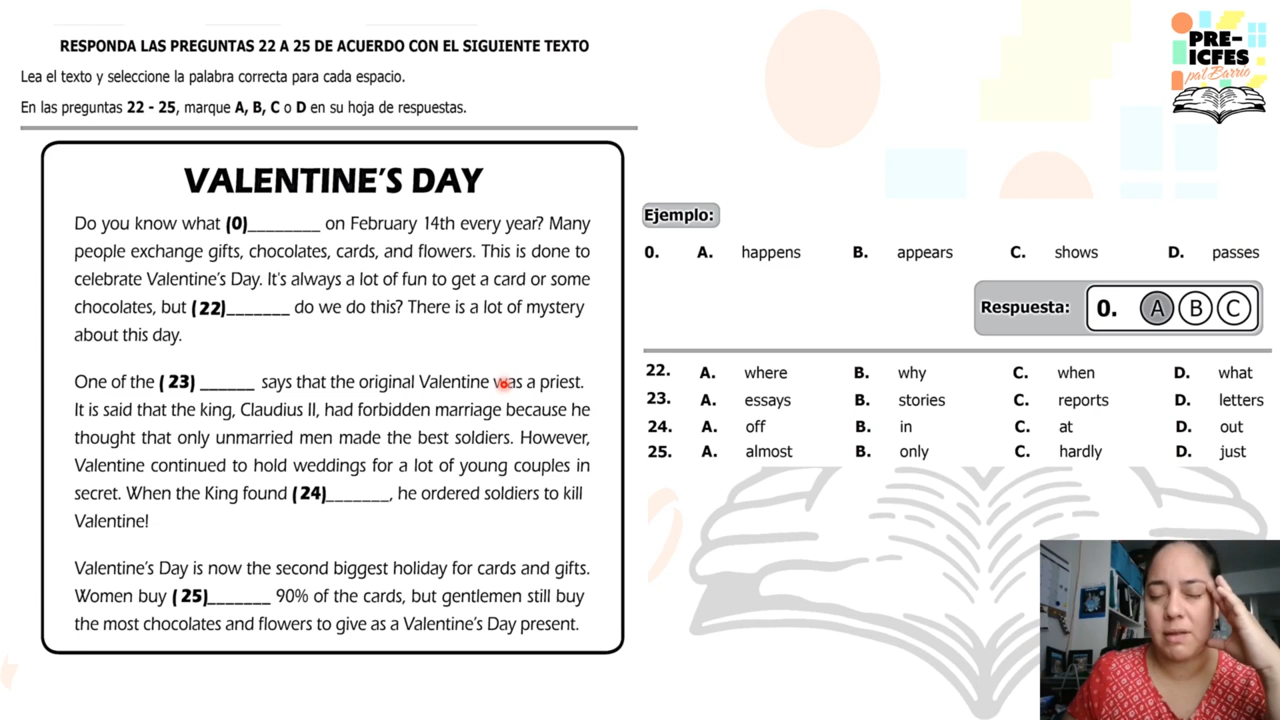 RESPONDA LAS PREGUNTAS 22 A 25 DE ACUERDO CON EL SIGUIENTE TEXTO
Lea el texto y seleccione la palabra correcta para cada espacio.
En las preguntas 22 - 25, marque A, B, C o D en su hoja de respuestas.
VALENTINE'S DAY
Do you know what (0)________ on February 14th every year? Many
people exchange gifts, chocolates, cards, and flowers. This is done to
celebrate Valentine's Day. It's always a lot of fun to get a card or some
chocolates, but (22)_______ do we do this? There is a lot of mystery
about this day.
One of the (23) ______ says that the original Valentine was a priest.
It is said that the king, Claudius II, had forbidden marriage because he
thought that only unmarried men made the best soldiers. However,
Valentine continued to hold weddings for a lot of young couples in
secret. When the King found (24)_______, he ordered soldiers to kill
Valentine!
Valentine's Day is now the second biggest holiday for cards and gifts.
Women buy (25)_______ 90% of the cards, but gentlemen still buy
the most chocolates and flowers to give as a Valentine's Day present.
PRE-
ICFES
pa'l Barrio
Ejemplo:
0. A. happens B. appears C. shows D. passes
Respuesta: 0. A B C
22. A. where B. why C. when D. what
23. A. essays B. stories C. reports D. letters
24. A. off B. in C. at D. out
25. A. almost B. only C. hardly D. just